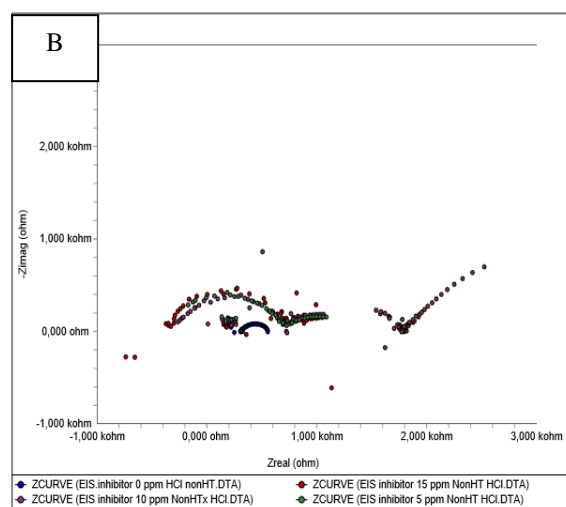 B
2,000 kohm
1,000 kohm
0,000 kohm
-1,000 kohm
-Zimag (ohm)
-1,000 kohm 0,000 kohm 1,000 kohm 2,000 kohm 3,000 kohm
Zreal (ohm)
ZCURVE (EIS.inhibitor 0 ppm HCl nonHT.DTA) ZCURVE (EIS inhibitor 15 ppm NonHT HCl.DTA)
ZCURVE (EIS inhibitor 10 ppm NonHTx HCl.DTA) ZCURVE (EIS inhibitor 5 ppm NonHT HCl.DTA)